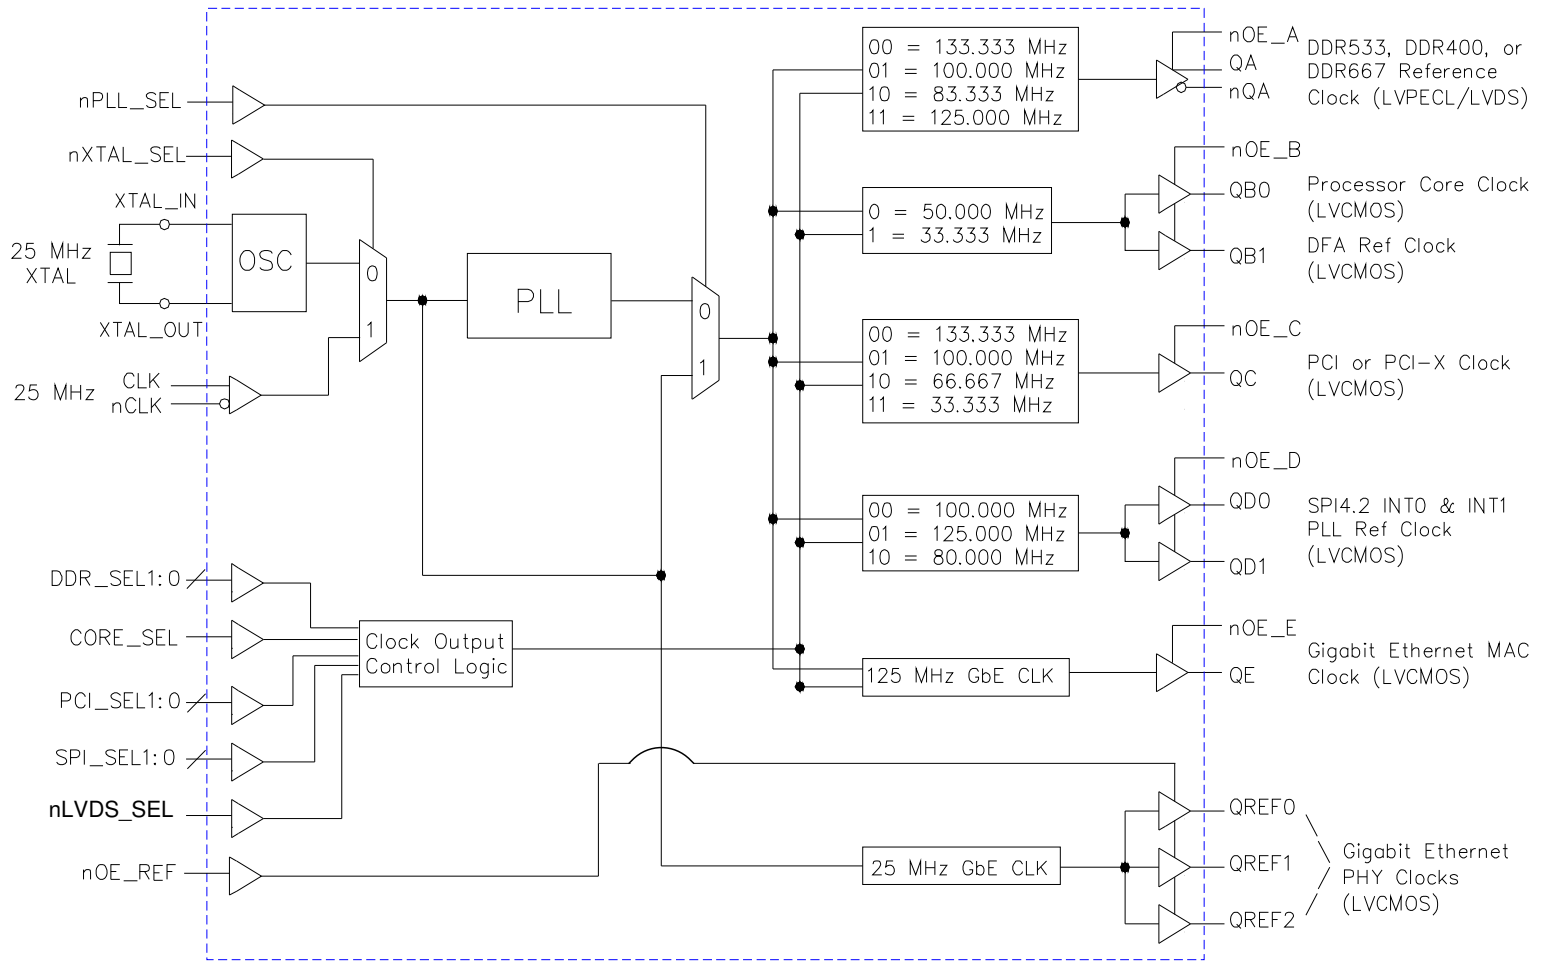 nPLL_SEL
nXTAL_SEL
XTAL_IN
25 MHz
XTAL
XTAL_OUT
OSC
CLK
25 MHz
nCLK
0
1
PLL
0
1
DDR_SEL1:0
CORE_SEL
PCI_SEL1:0
SPI_SEL1:0
nLVDS_SEL
nOE_REF
Clock Output
Control Logic
00 = 133.333 MHz
01 = 100.000 MHz
10 = 83.333 MHz
11 = 125.000 MHz
nOE_A
QA
nQA
DDR533, DDR400, or
DDR667 Reference
Clock (LVPECL/LVDS)
0 = 50.000 MHz
1 = 33.333 MHz
nOE_B
QB0
QB1
Processor Core Clock
(LVCMOS)
DFA Ref Clock
(LVCMOS)
00 = 133.333 MHz
01 = 100.000 MHz
10 = 66.667 MHz
11 = 33.333 MHz
nOE_C
QC
PCI or PCI-X Clock
(LVCMOS)
00 = 100.000 MHz
01 = 125.000 MHz
10 = 80.000 MHz
nOE_D
QD0
QD1
SPI4.2 INT0 & INT1
PLL Ref Clock
(LVCMOS)
125 MHz GbE CLK
nOE_E
QE
Gigabit Ethernet MAC
Clock (LVCMOS)
25 MHz GbE CLK
QREF0
QREF1
QREF2
Gigabit Ethernet
PHY Clocks
(LVCMOS)